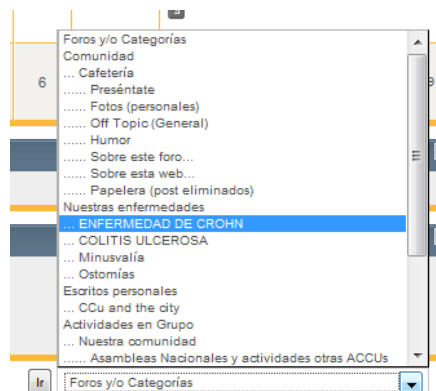 Foros y/o Categorías
Comunidad
... Cafetería
...... Preséntate
6
...... Fotos (personales)
9
...... Off Topic (General)
...... Humor
...... Sobre este foro...
...... Sobre esta web...
...... Papelera (post eliminados)
Nuestras enfermedades
... ENFERMEDAD DE CROHN
... COLITIS ULCEROSA
... Minusvalía
... Ostomías
Escritos personales
... CCu and the city
Actividades en Grupo
... Nuestra comunidad
...... Asambleas Nacionales y actividades otras ACCUs
Ir
Foros y/o Categorías